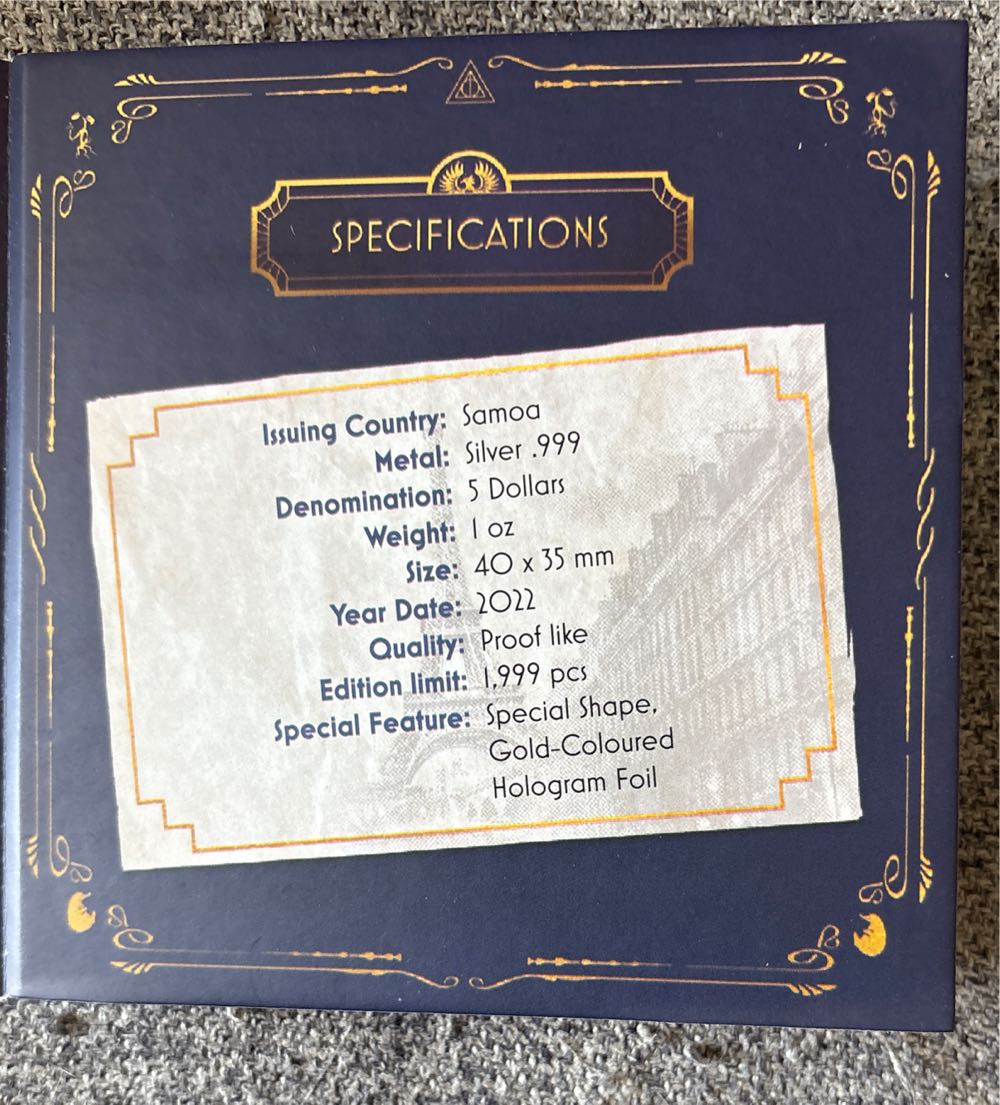 SPECIFICATIONS
Issuing Country: Samoa
Metal: Silver .999
Denomination: 5 Dollars
Weight: 1 oz
Size: 40 x 35 mm
Year Date: 2022
Quality: Proof like
Edition limit: 1,999 pcs
Special Feature: Special Shape,
Gold-Coloured
Hologram Foil